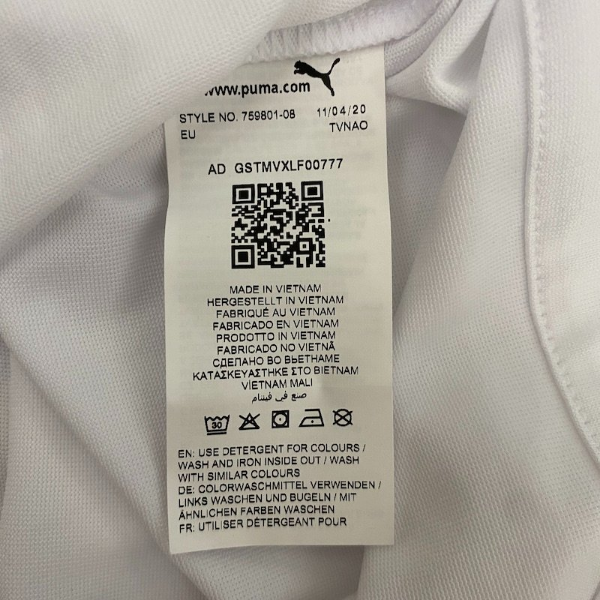 www.puma.com
STYLE NO. 759801-08 11/04/20
EU TVNAO
AD GSTMVXLF00777
MADE IN VIETNAM
HERGESTELLT IN VIETNAM
FABRIQUÉ AU VIETNAM
FABRICADO EN VIETNAM
PRODOTTO IN VIETNAM
FABRICADO NO VIETNÃ
СДЕЛАНО ВО ВЬЕТНАМЕ
ΚΑΤΑΣΚΕΥΑΣΤΗΚΕ ΣΤΟ ΒΙΕΤΝΑΜ
VİETNAM MALI
صنع في فيتنام
30
EN: USE DETERGENT FOR COLOURS /
WASH AND IRON INSIDE OUT / WASH
WITH SIMILAR COLOURS
DE: COLORWASCHMITTEL VERWENDEN /
LINKS WASCHEN UND BÜGELN / MIT
ÄHNLICHEN FARBEN WASCHEN
FR: UTILISER DÉTERGEANT POUR